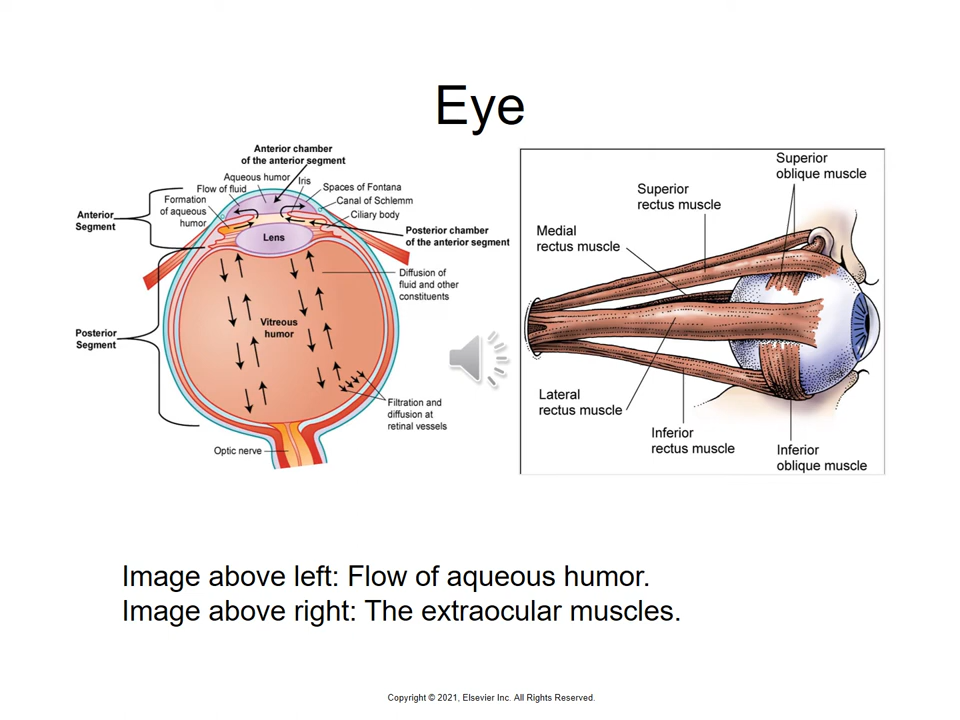 Eye
Anterior chamber
of the anterior segment
Aqueous humor
Iris
Flow of fluid
Spaces of Fontana
Formation
of aqueous
humor
Canal of Schlemm
Ciliary body
Anterior
Segment
Posterior chamber
of the anterior segment
Lens
Diffusion of
fluid and other
constituents
Vitreous
humor
Posterior
Segment
Filtration and
diffusion at
retinal vessels
Optic nerve
Superior
oblique muscle
Superior
rectus muscle
Medial
rectus muscle
Lateral
rectus muscle
Inferior
rectus muscle
Inferior
oblique muscle
Image above left: Flow of aqueous humor.
Image above right: The extraocular muscles.
Copyright © 2021, Elsevier Inc. All Rights Reserved.